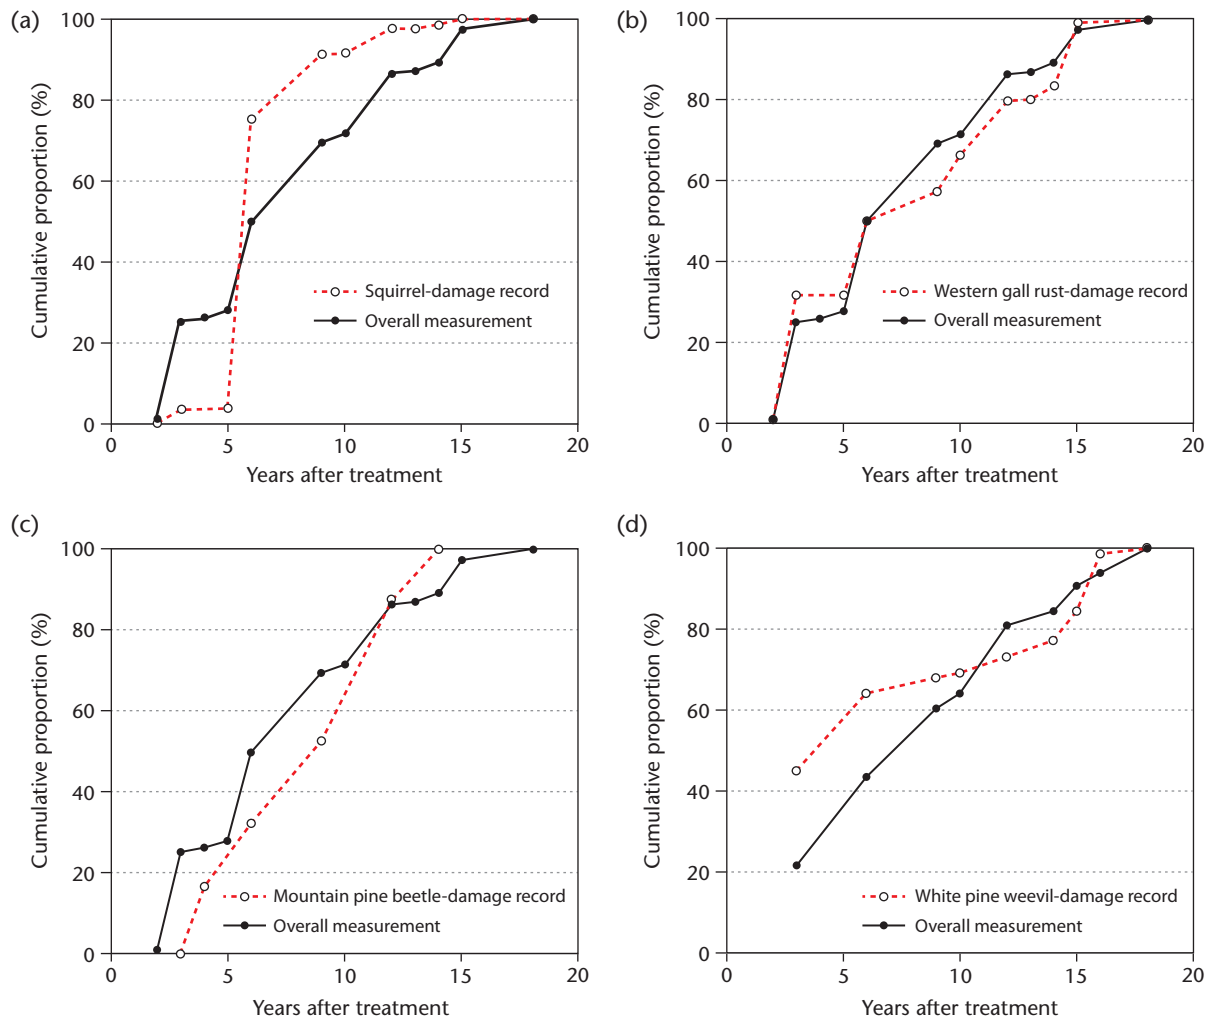 (a)
100
80
60
40
20
0
Cumulative proportion (%)
Squirrel-damage record
Overall measurement
0 5 10 15 20
Years after treatment
(b)
100
80
60
40
20
0
Cumulative proportion (%)
Western gall rust-damage record
Overall measurement
0 5 10 15 20
Years after treatment
(c)
100
80
60
40
20
0
Cumulative proportion (%)
Mountain pine beetle-damage record
Overall measurement
0 5 10 15 20
Years after treatment
(d)
100
80
60
40
20
0
Cumulative proportion (%)
White pine weevil-damage record
Overall measurement
0 5 10 15 20
Years after treatment